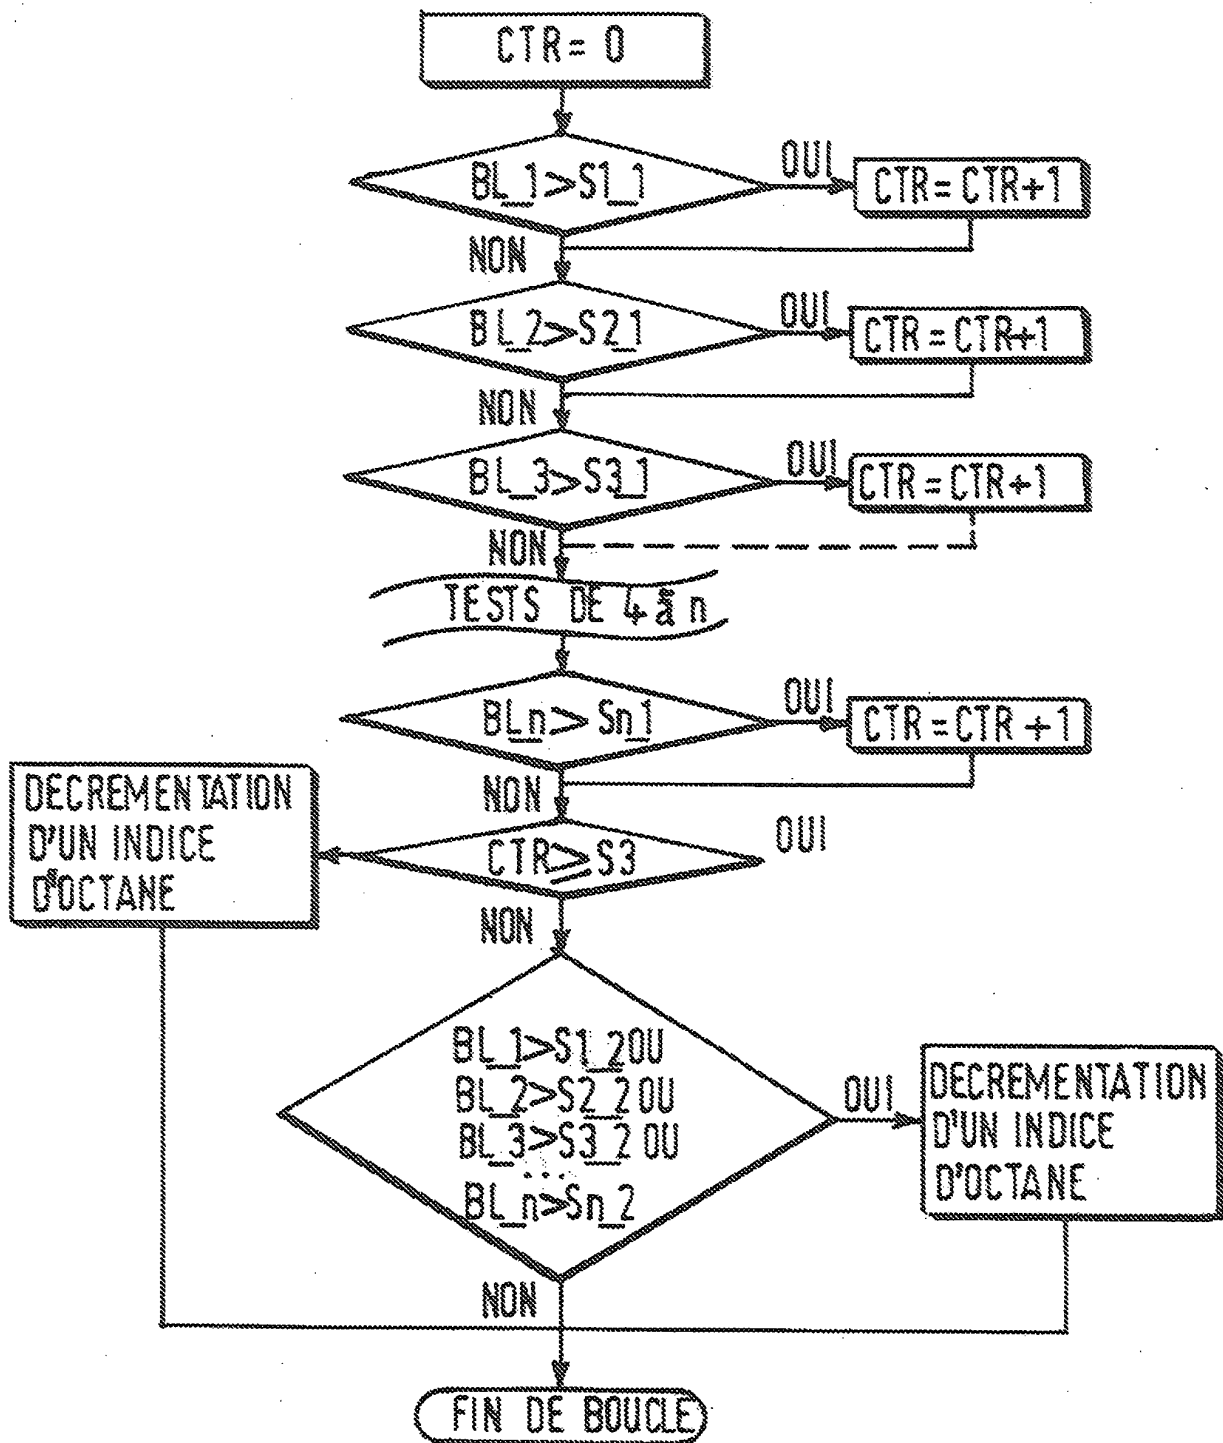 CTR = 0
BL_1>S1_1
OUI
CTR = CTR+1
NON
BL_2>S2_1
OUI
CTR = CTR+1
NON
BL_3>S3_1
OUI
CTR = CTR+1
NON
TESTS DE 4 à n
BL_n > Sn_1
OUI
CTR = CTR + 1
NON
DECREMENTATION
D'UN INDICE
D'OCTANE
CTR ≥ S3
OUI
NON
BL_1>S1_2 OU
BL_2>S2_2 OU
BL_3>S3_2 OU
...
BL_n>Sn_2
OUI
DECREMENTATION
D'UN INDICE
D'OCTANE
NON
FIN DE BOUCLE